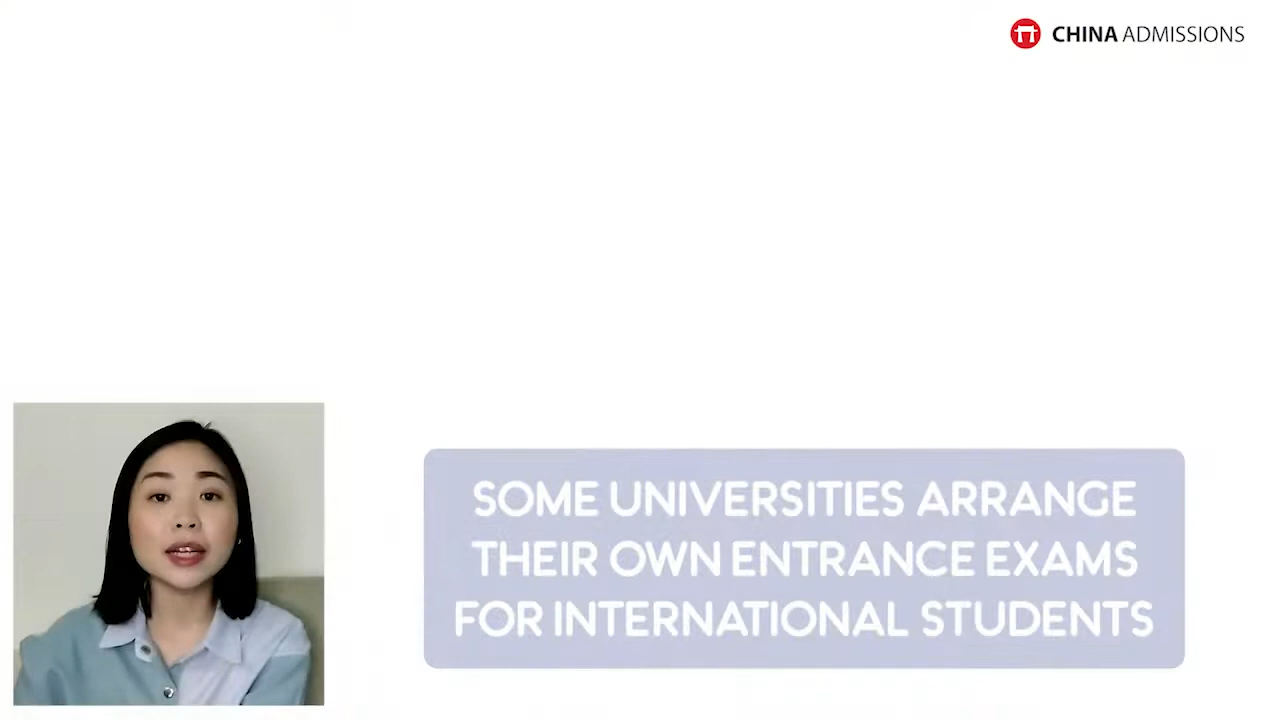 CHINA ADMISSIONS
SOME UNIVERSITIES ARRANGE
THEIR OWN ENTRANCE EXAMS
FOR INTERNATIONAL STUDENTS